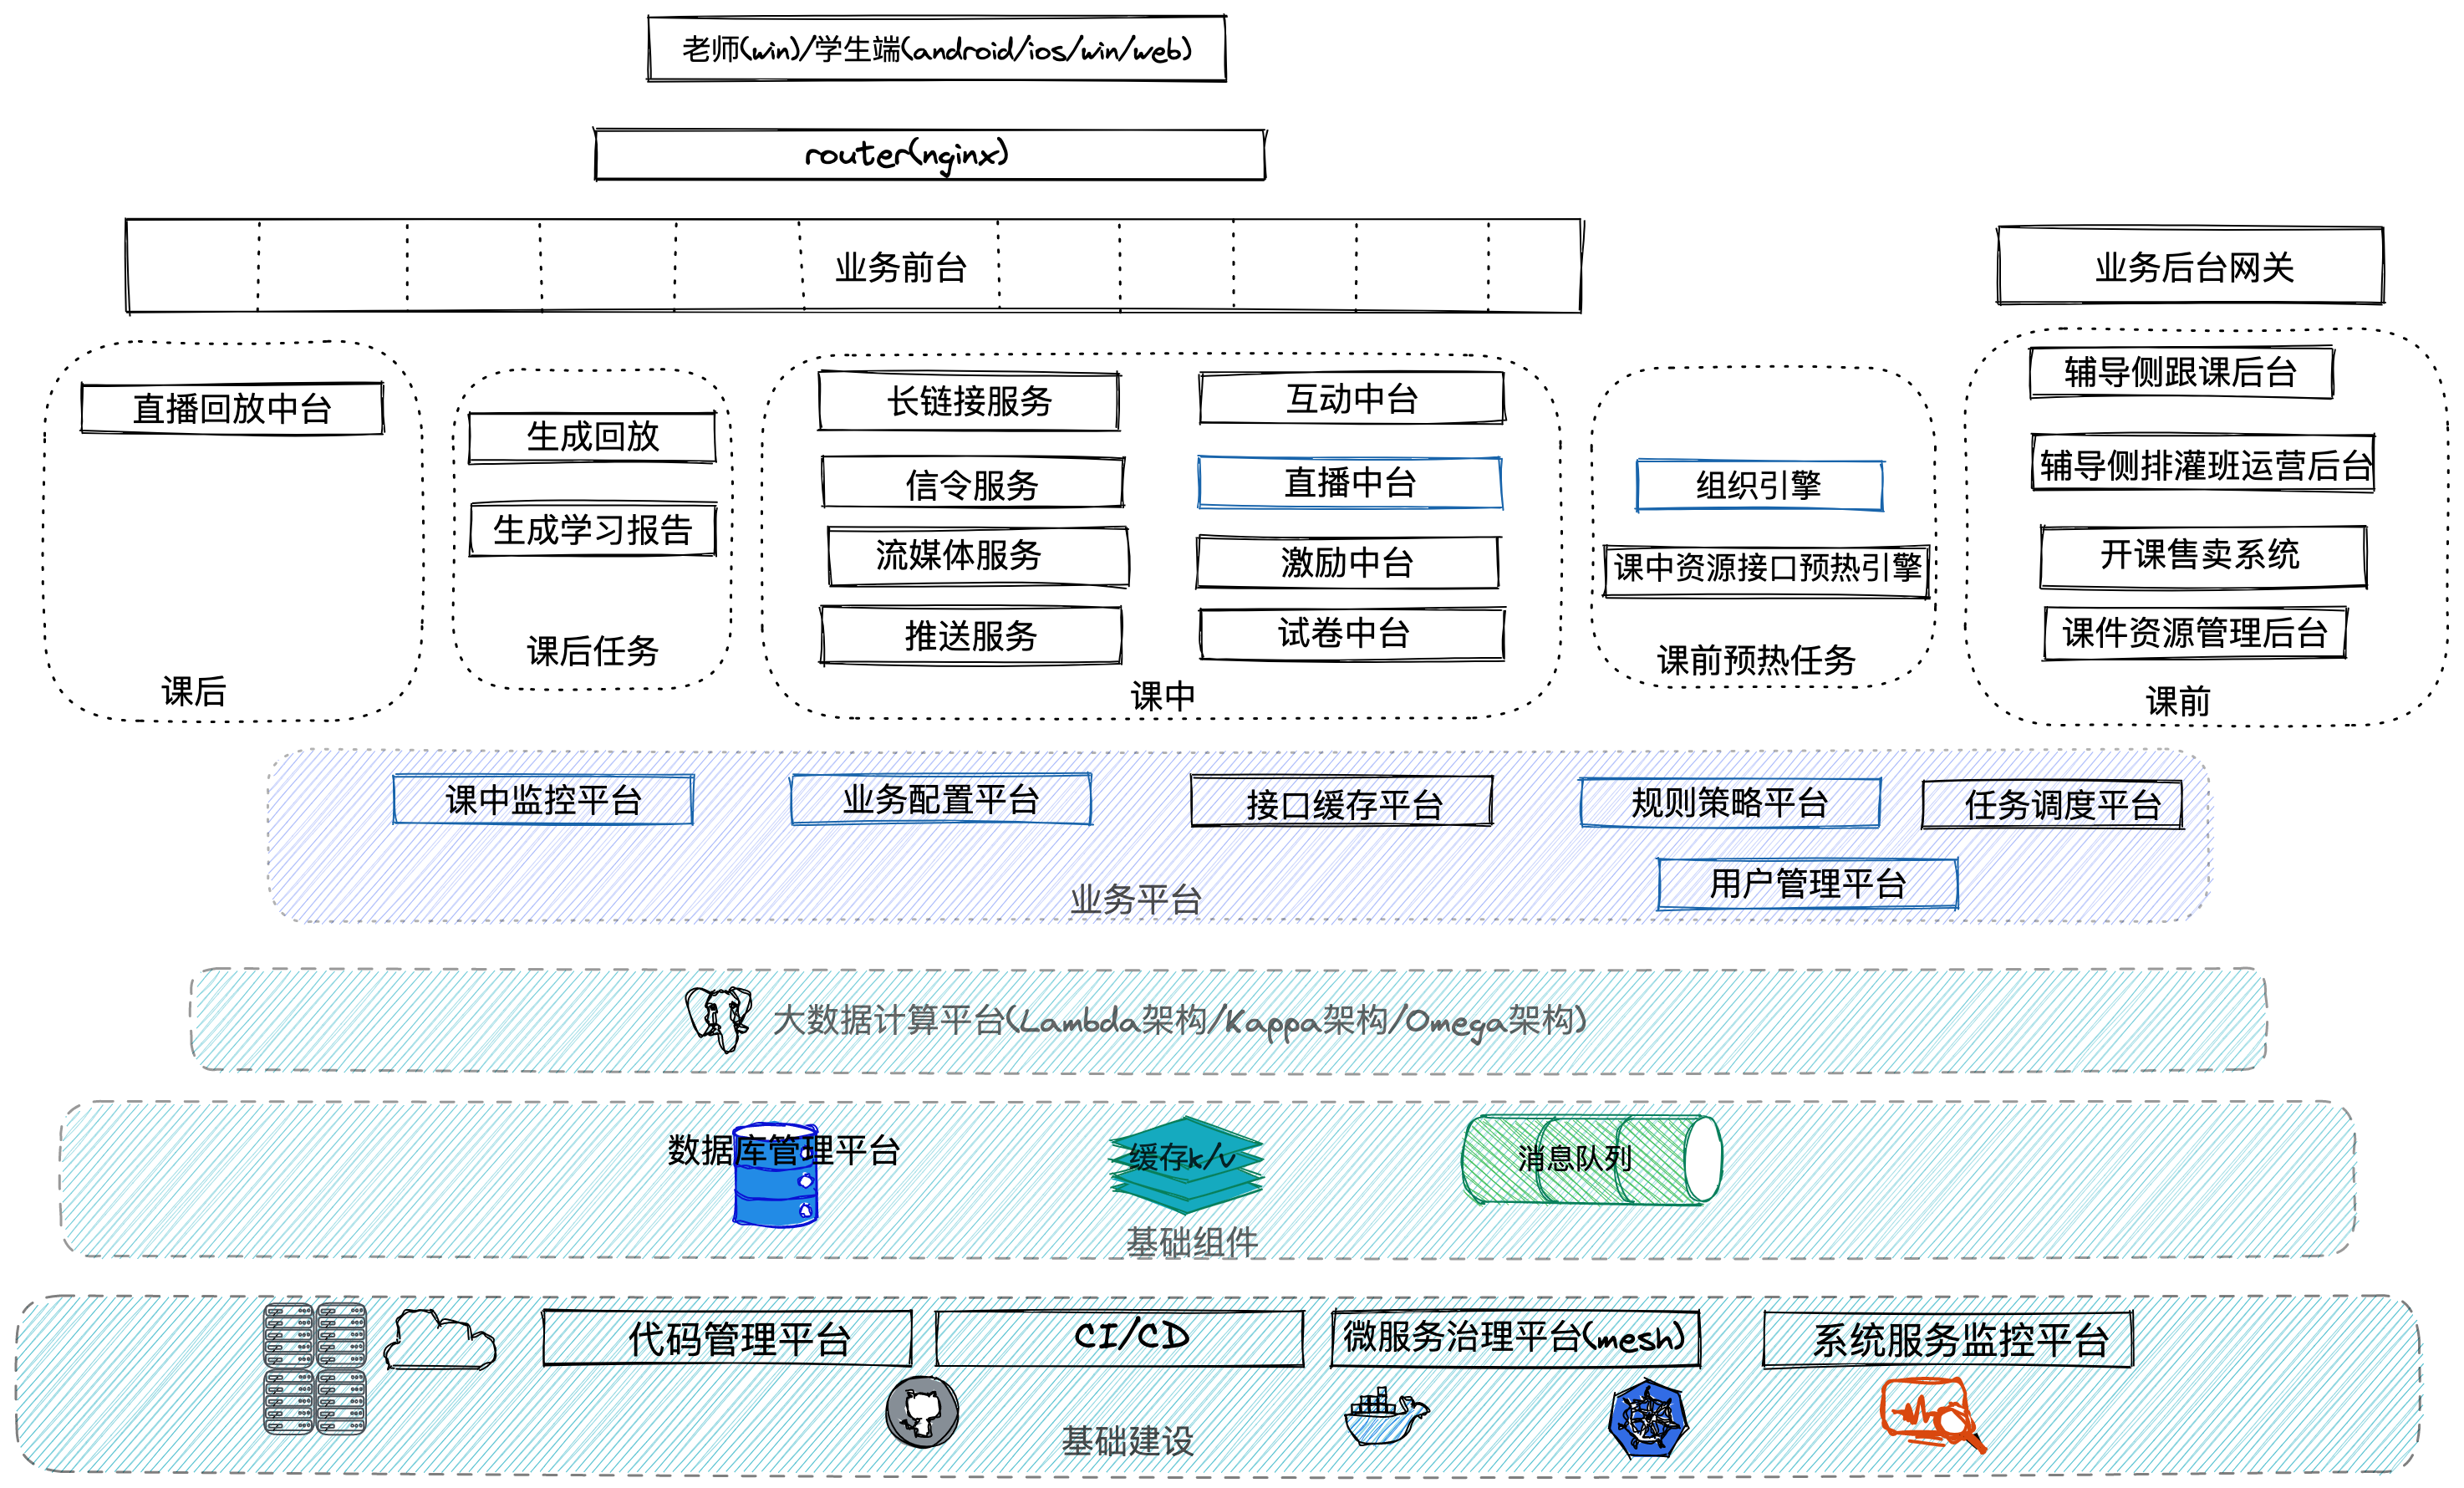 老师(win)/学生端(android/ios/win/web)
router(nginx)
业务前台
业务后台网关
直播回放中台
课后
生成回放
生成学习报告
课后任务
长链接服务
互动中台
信令服务
直播中台
流媒体服务
激励中台
推送服务
试卷中台
课中
组织引擎
课中资源接口预热引擎
课前预热任务
辅导侧跟课后台
辅导侧排灌班运营后台
开课售卖系统
课件资源管理后台
课前
课中监控平台
业务配置平台
接口缓存平台
规则策略平台
任务调度平台
用户管理平台
业务平台
大数据计算平台(Lambda架构/Kappa架构/Omega架构)
数据库管理平台
缓存k/v
消息队列
基础组件
代码管理平台
CI/CD
微服务治理平台(mesh)
系统服务监控平台
基础建设